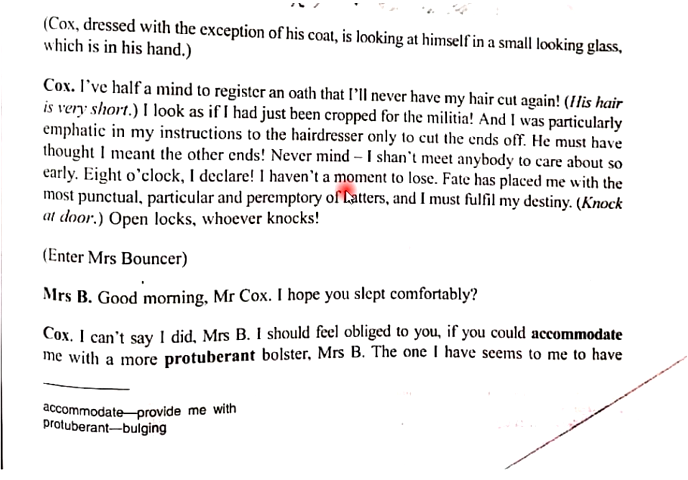 (Cox, dressed with the exception of his coat, is looking at himself in a small looking glass,
which is in his hand.)
Cox. I've half a mind to register an oath that I'll never have my hair cut again! (His hair
is very short.) I look as if I had just been cropped for the militia! And I was particularly
emphatic in my instructions to the hairdresser only to cut the ends off. He must have
thought I meant the other ends! Never mind – I shan't meet anybody to care about so
early. Eight o'clock, I declare! I haven't a moment to lose. Fate has placed me with the
most punctual, particular and peremptory of hatters, and I must fulfil my destiny. (Knock
at door.) Open locks, whoever knocks!
(Enter Mrs Bouncer)
Mrs B. Good morning, Mr Cox. I hope you slept comfortably?
Cox. I can't say I did, Mrs B. I should feel obliged to you, if you could accommodate
me with a more protuberant bolster, Mrs B. The one I have seems to me to have
accommodate—provide me with
protuberant—bulging